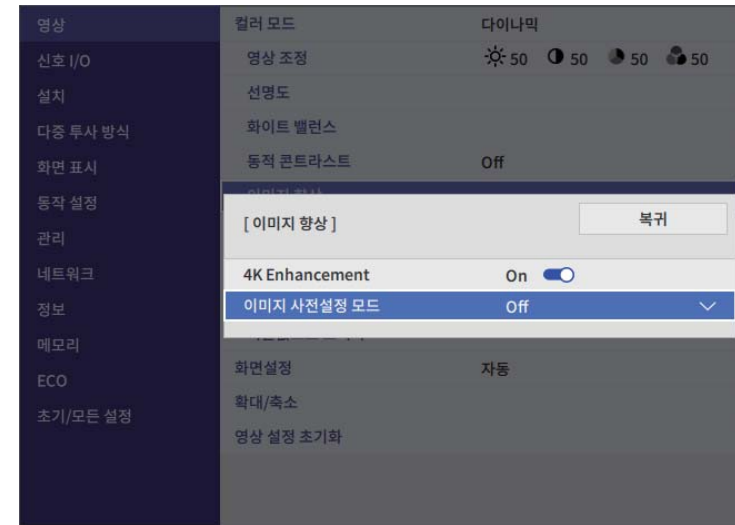 영상
신호 I/O
설치
다중 투사 방식
화면 표시
동작 설정
관리
네트워크
정보
메모리
ECO
초기/모든 설정
컬러 모드 다이나믹
영상 조정 50 50 50 50
선명도
화이트 밸런스
동적 콘트라스트 Off
이미지 향상
[ 이미지 향상 ] 복귀
4K Enhancement On
이미지 사전설정 모드 Off
화면설정 자동
확대/축소
영상 설정 초기화